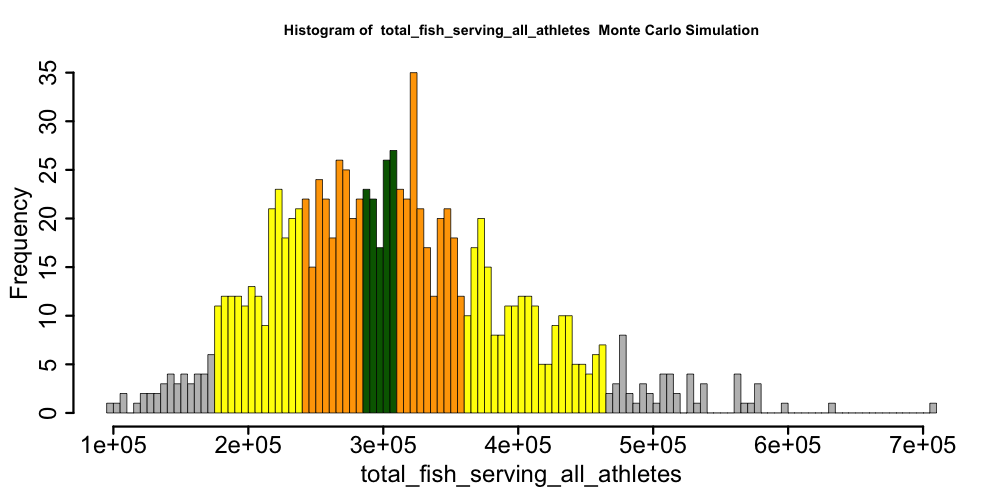 Histogram of total_fish_serving_all_athletes Monte Carlo Simulation
35
30
25
20
15
10
5
0
Frequency
1e+05 2e+05 3e+05 4e+05 5e+05 6e+05 7e+05
total_fish_serving_all_athletes